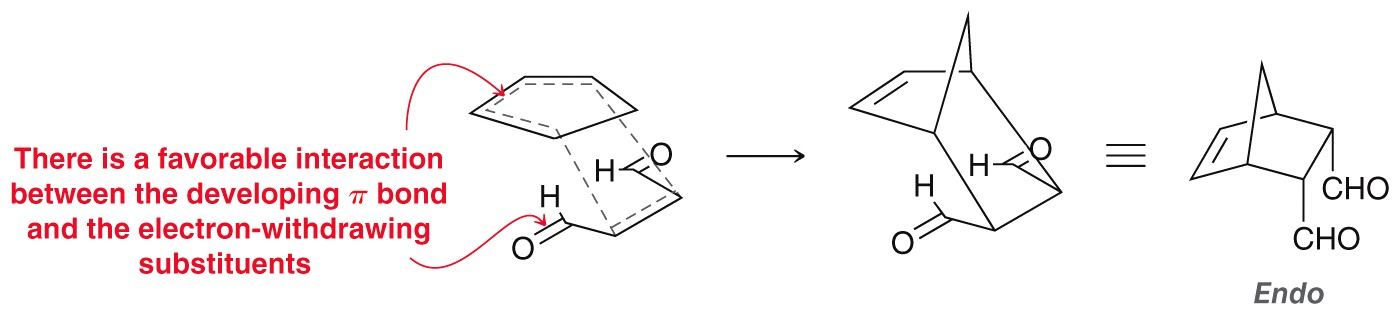 There is a favorable interaction
between the developing π bond
and the electron-withdrawing
substituents
H
O
H
O
H
O
H
O
CHO
CHO
Endo